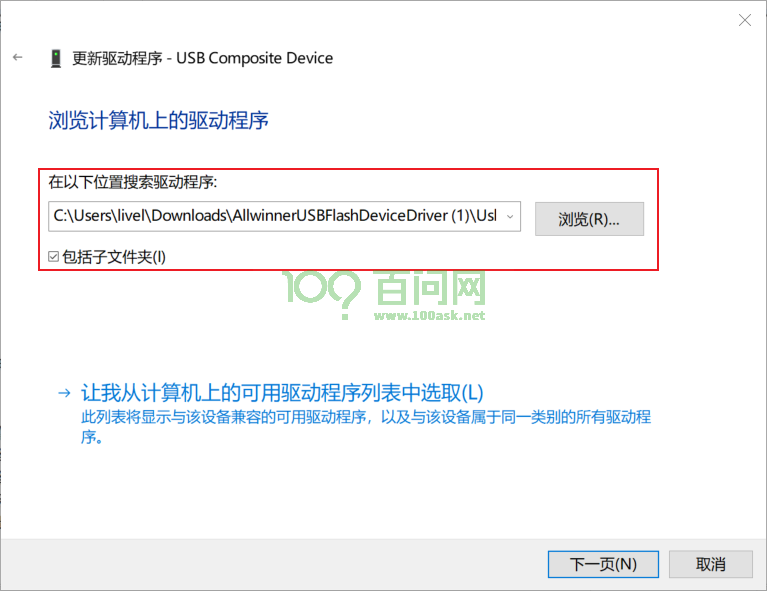 更新驱动程序 - USB Composite Device
浏览计算机上的驱动程序
在以下位置搜索驱动程序:
C:\Users\livel\Downloads\AllwinnerUSBFlashDeviceDriver (1)\Usl
浏览(R)...
包括子文件夹(I)
100? 百问网
www.100ask.net
→ 让我从计算机上的可用驱动程序列表中选取(L)
此列表将显示与该设备兼容的可用驱动程序，以及与该设备属于同一类别的所有驱动程
序。
下一页(N)
取消